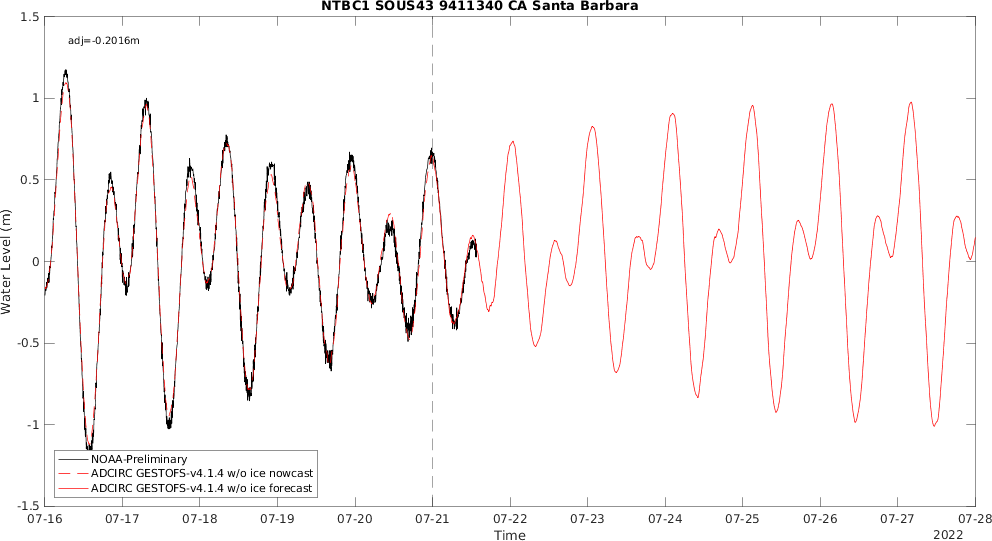 NTBC1 SOUS43 9411340 CA Santa Barbara
adj=-0.2016m
1.5
1
0.5
0
-0.5
-1
-1.5
Water Level (m)
NOAA-Preliminary
ADCIRC GESTOFS-v4.1.4 w/o ice nowcast
ADCIRC GESTOFS-v4.1.4 w/o ice forecast
07-16 07-17 07-18 07-19 07-20 07-21 07-22 07-23 07-24 07-25 07-26 07-27 07-28
Time
2022